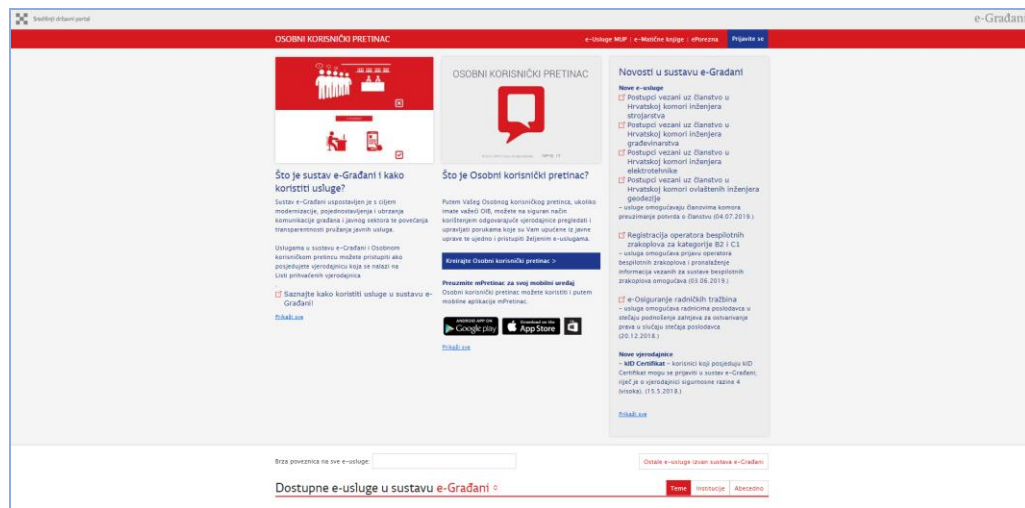 Središnji državni portal
e-Građani
OSOBNI KORISNIČKI PRETINAC
e-Usluge MUP | e-Matične knjige | ePorezna
Prijavite se
Što je sustav e-Građani i kako
koristiti usluge?
Sustav e-Građani uspostavljen je s ciljem
modernizacije, pojednostavljenja i ubrzanja
komunikacije građana i javnog sektora te povećanja
transparentnosti pružanja javnih usluga.
Uslugama u sustavu e-Građani i Osobnom
korisničkom pretincu možete pristupiti ako
posjedujete vjerodajnicu koja se nalazi na
Listi prihvaćenih vjerodajnica
Saznajte kako koristiti usluge u sustavu e-
Građani!
Prikaži sve
OSOBNI KORISNIČKI PRETINAC
Što je Osobni korisnički pretinac?
Putem Vašeg Osobnog korisničkog pretinca, ukoliko
imate važeći OIB, možete na siguran način
korištenjem odgovarajuće vjerodajnice pregledati i
upravljati porukama koje su Vam upućene iz javne
uprave te ujedno i pristupiti željenim e-uslugama.
Kreirajte Osobni korisnički pretinac >
Preuzmite mPretinac za svoj mobilni uređaj
Osobni korisnički pretinac možete koristiti i putem
mobilne aplikacije mPretinac.
ANDROID APP ON
Google play
Download on the
App Store
Prikaži sve
Novosti u sustavu e-Građani
Nove e-usluge
Postupci vezani uz članstvo u
Hrvatskoj komori inženjera
strojarstva
Postupci vezani uz članstvo u
Hrvatskoj komori inženjera
građevinarstva
Postupci vezani uz članstvo u
Hrvatskoj komori inženjera
elektrotehnike
Postupci vezani uz članstvo u
Hrvatskoj komori ovlaštenih inženjera
geodezije
– usluge omogućavaju članovima komora
preuzimanje potvrda o članstvu (04.07.2019.)
Registracija operatora bespilotnih
zrakoplova za kategorije B2 i C1
– usluga omogućava prijavu operatora
bespilotnih zrakoplova i pronalaženje
informacija vezanih za sustave bespilotnih
zrakoplova omogućava (03.06.2019.)
e-Osiguranje radničkih tražbina
– usluga omogućava radnicima poslodavca u
stečaju podnošenje zahtjeva za ostvarivanje
prava u slučaju stečaja poslodavca
(20.12.2018.)
Nove vjerodajnice
– kID Certifikat – korisnici koji posjeduju kID
Certifikat mogu se prijaviti u sustav e-Građani,
riječ je o vjerodajnici sigurnosne razine 4
(visoka). (15.5.2018.)
Prikaži sve
Brza poveznica na sve e-usluge:
Ostale e-usluge izvan sustava e-Građani
Dostupne e-usluge u sustavu e-Građani
Teme
Institucije
Abecedno